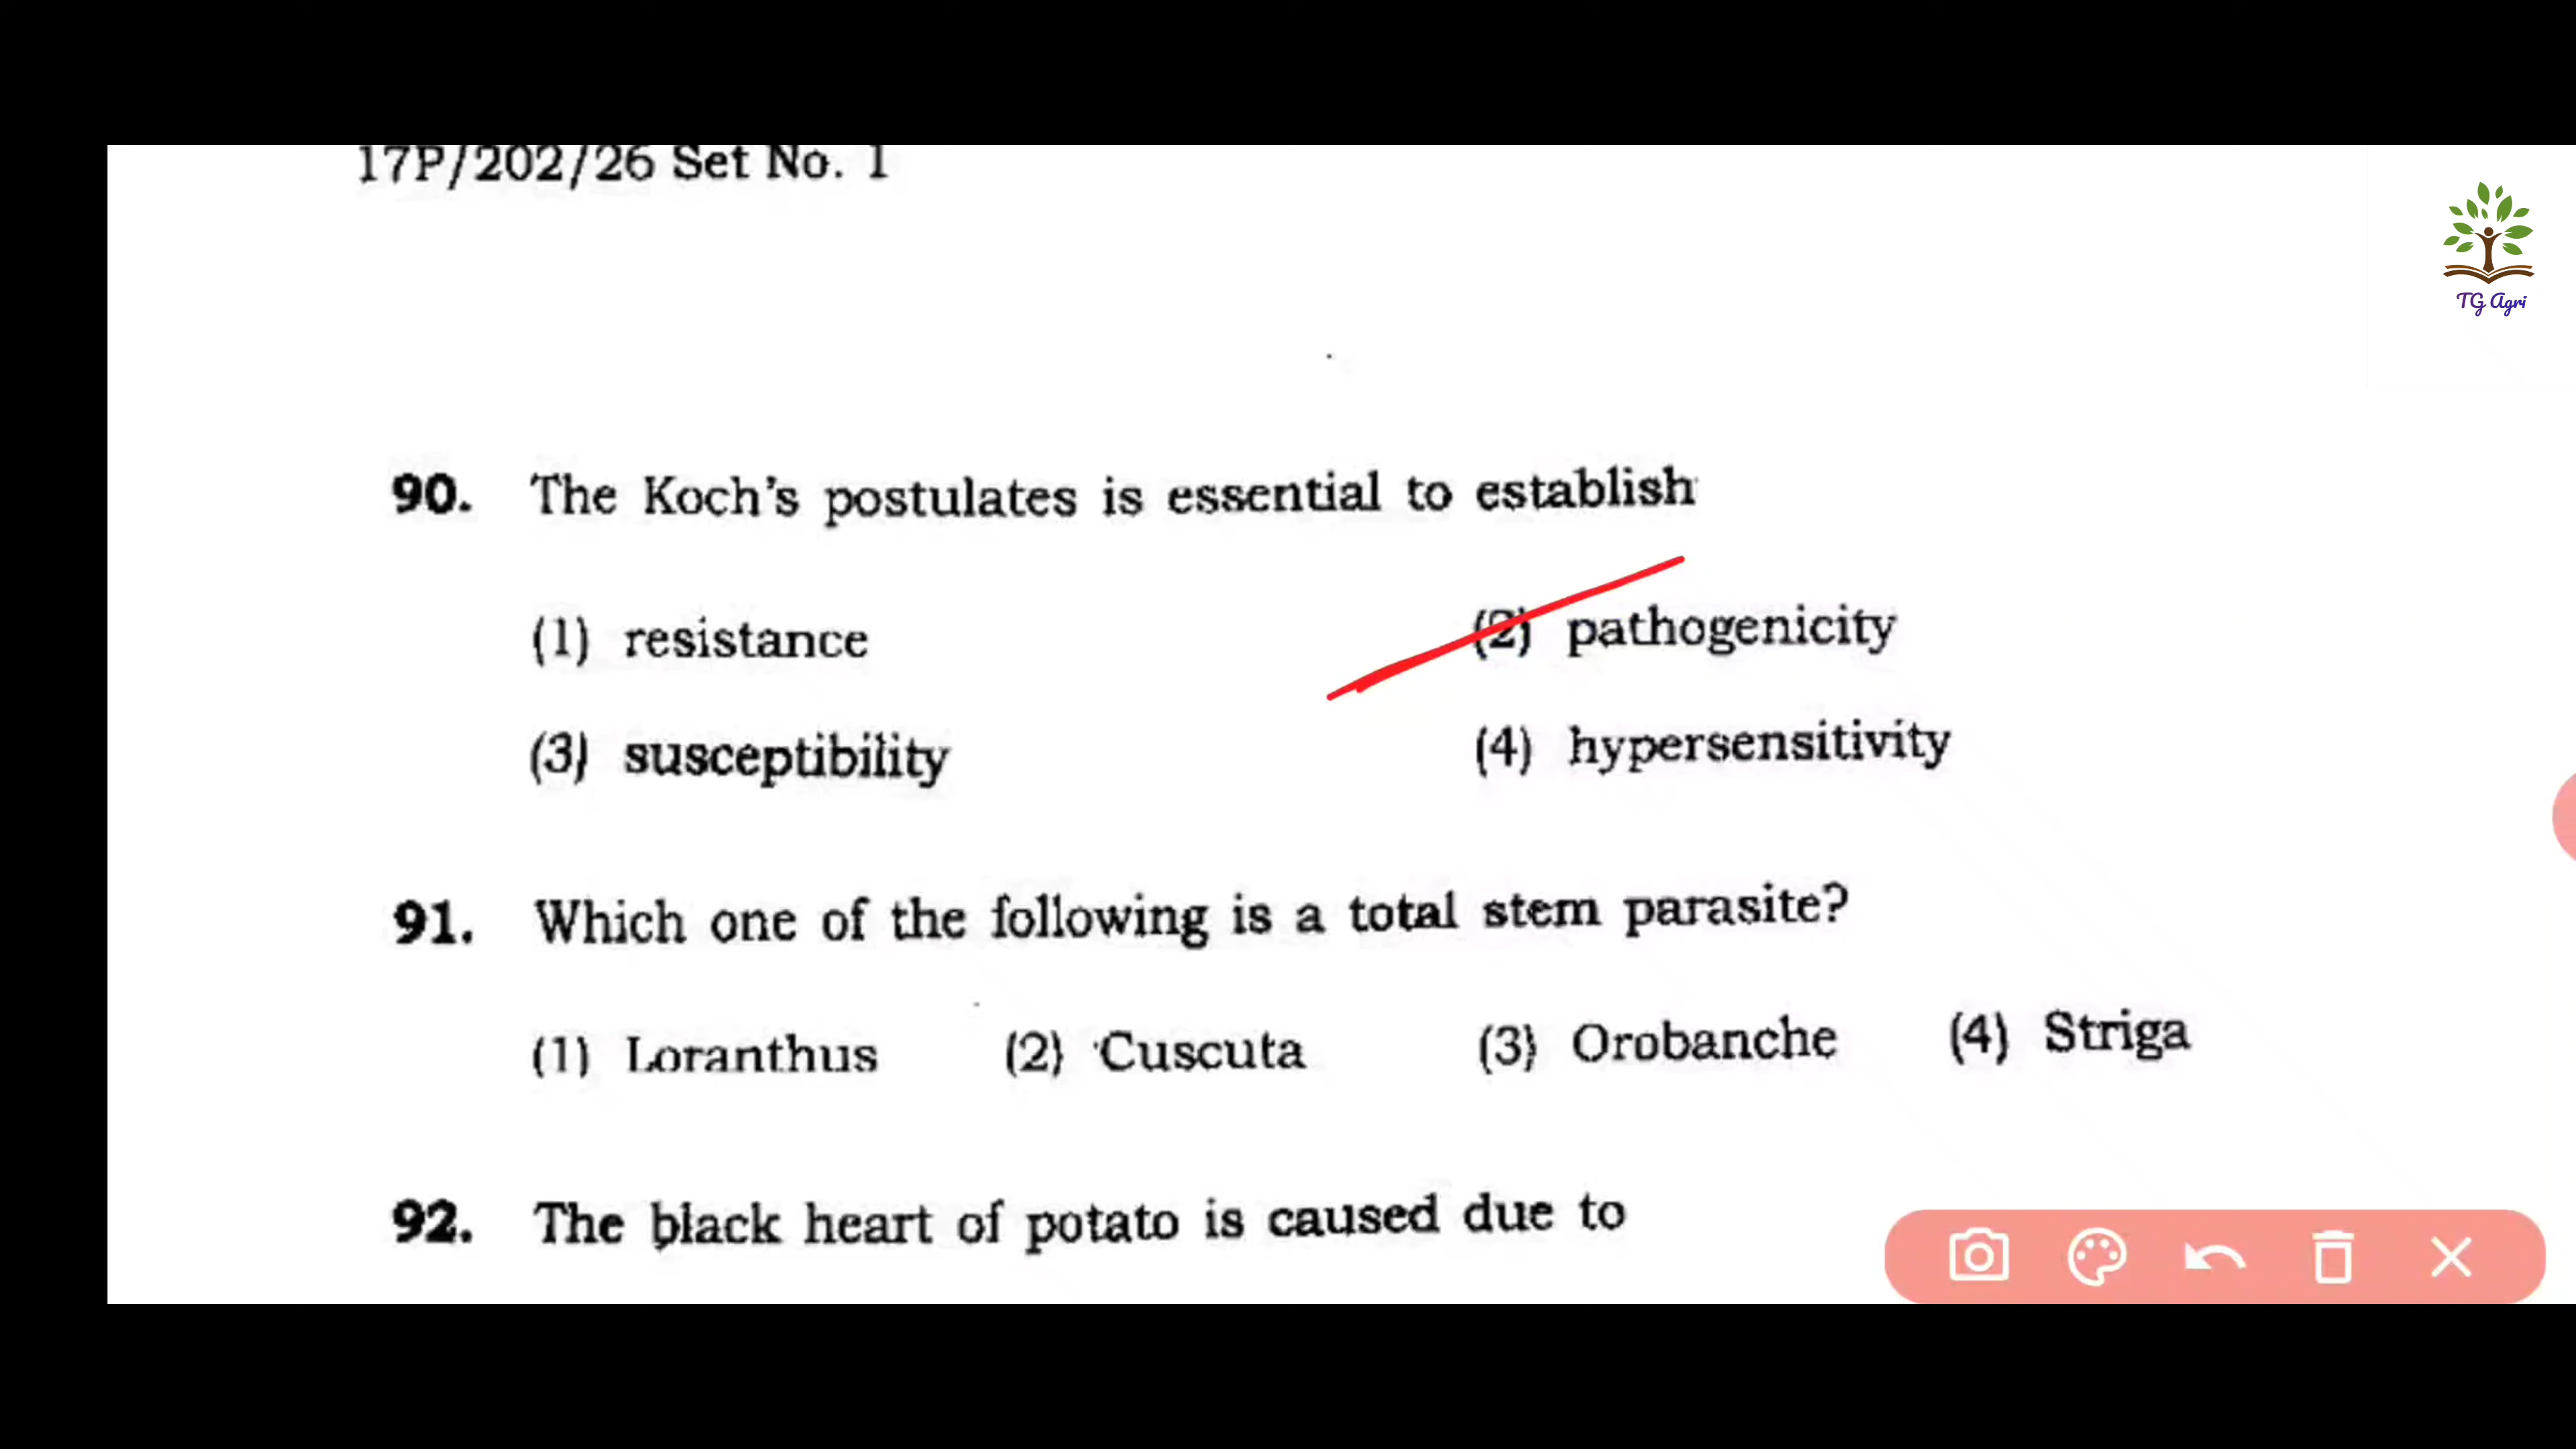 17P/202/26 Set No. 1
TG Agri
90. The Koch's postulates is essential to establish
(1) resistance (2) pathogenicity
(3) susceptibility (4) hypersensitivity
91. Which one of the following is a total stem parasite?
(1) Loranthus (2) Cuscuta (3) Orobanche (4) Striga
92. The black heart of potato is caused due to